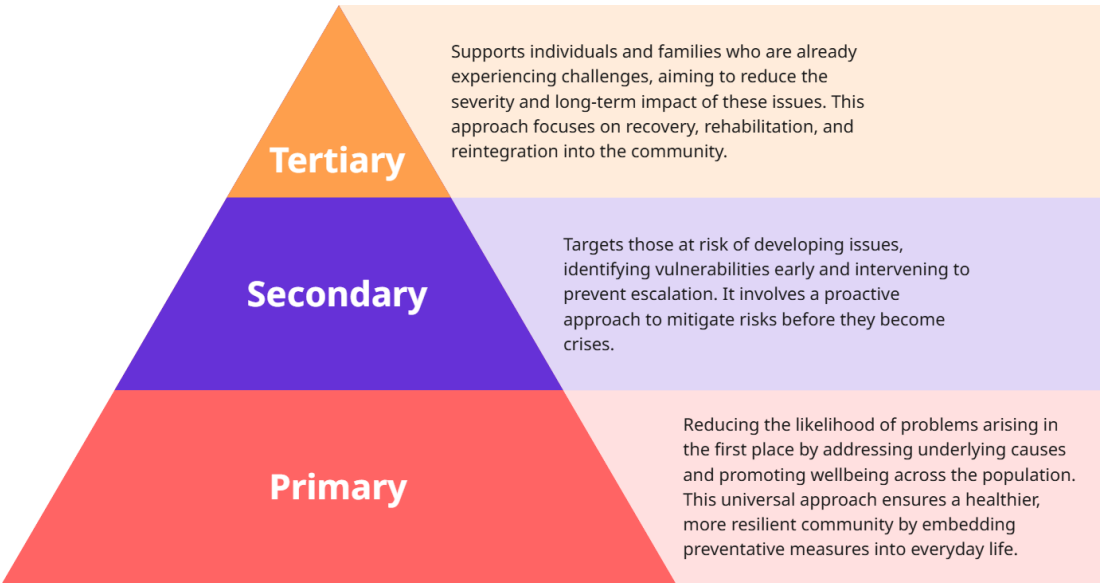 Supports individuals and families who are already
experiencing challenges, aiming to reduce the
severity and long-term impact of these issues. This
approach focuses on recovery, rehabilitation, and
reintegration into the community.
Tertiary
Targets those at risk of developing issues,
identifying vulnerabilities early and intervening to
prevent escalation. It involves a proactive
approach to mitigate risks before they become
crises.
Secondary
Reducing the likelihood of problems arising in
the first place by addressing underlying causes
and promoting wellbeing across the population.
This universal approach ensures a healthier,
more resilient community by embedding
preventative measures into everyday life.
Primary